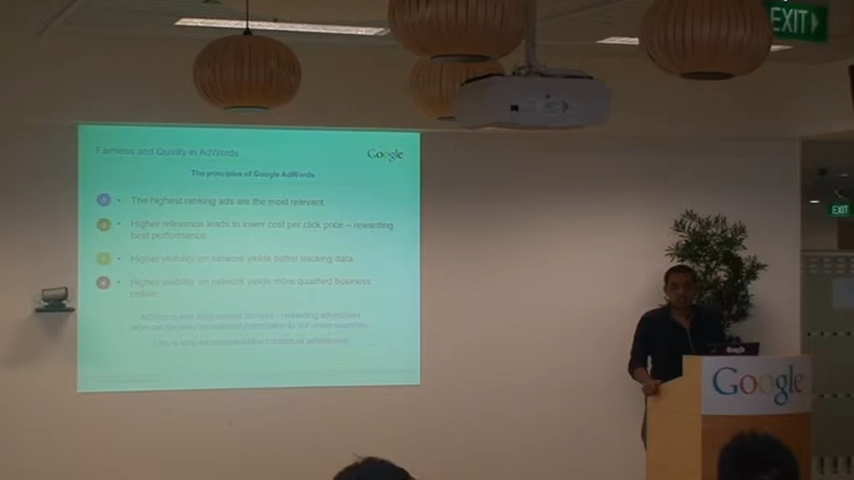 EXIT
Fairness and Quality in AdWords
Google
The principles of Google AdWords
The highest ranking ads are the most relevant
Higher relevance leads to lower cost per click price – rewarding
best performance
Higher visibility on network yields better tracking data
Higher visibility on network yields more qualified business
online
EXIT
Google
Google